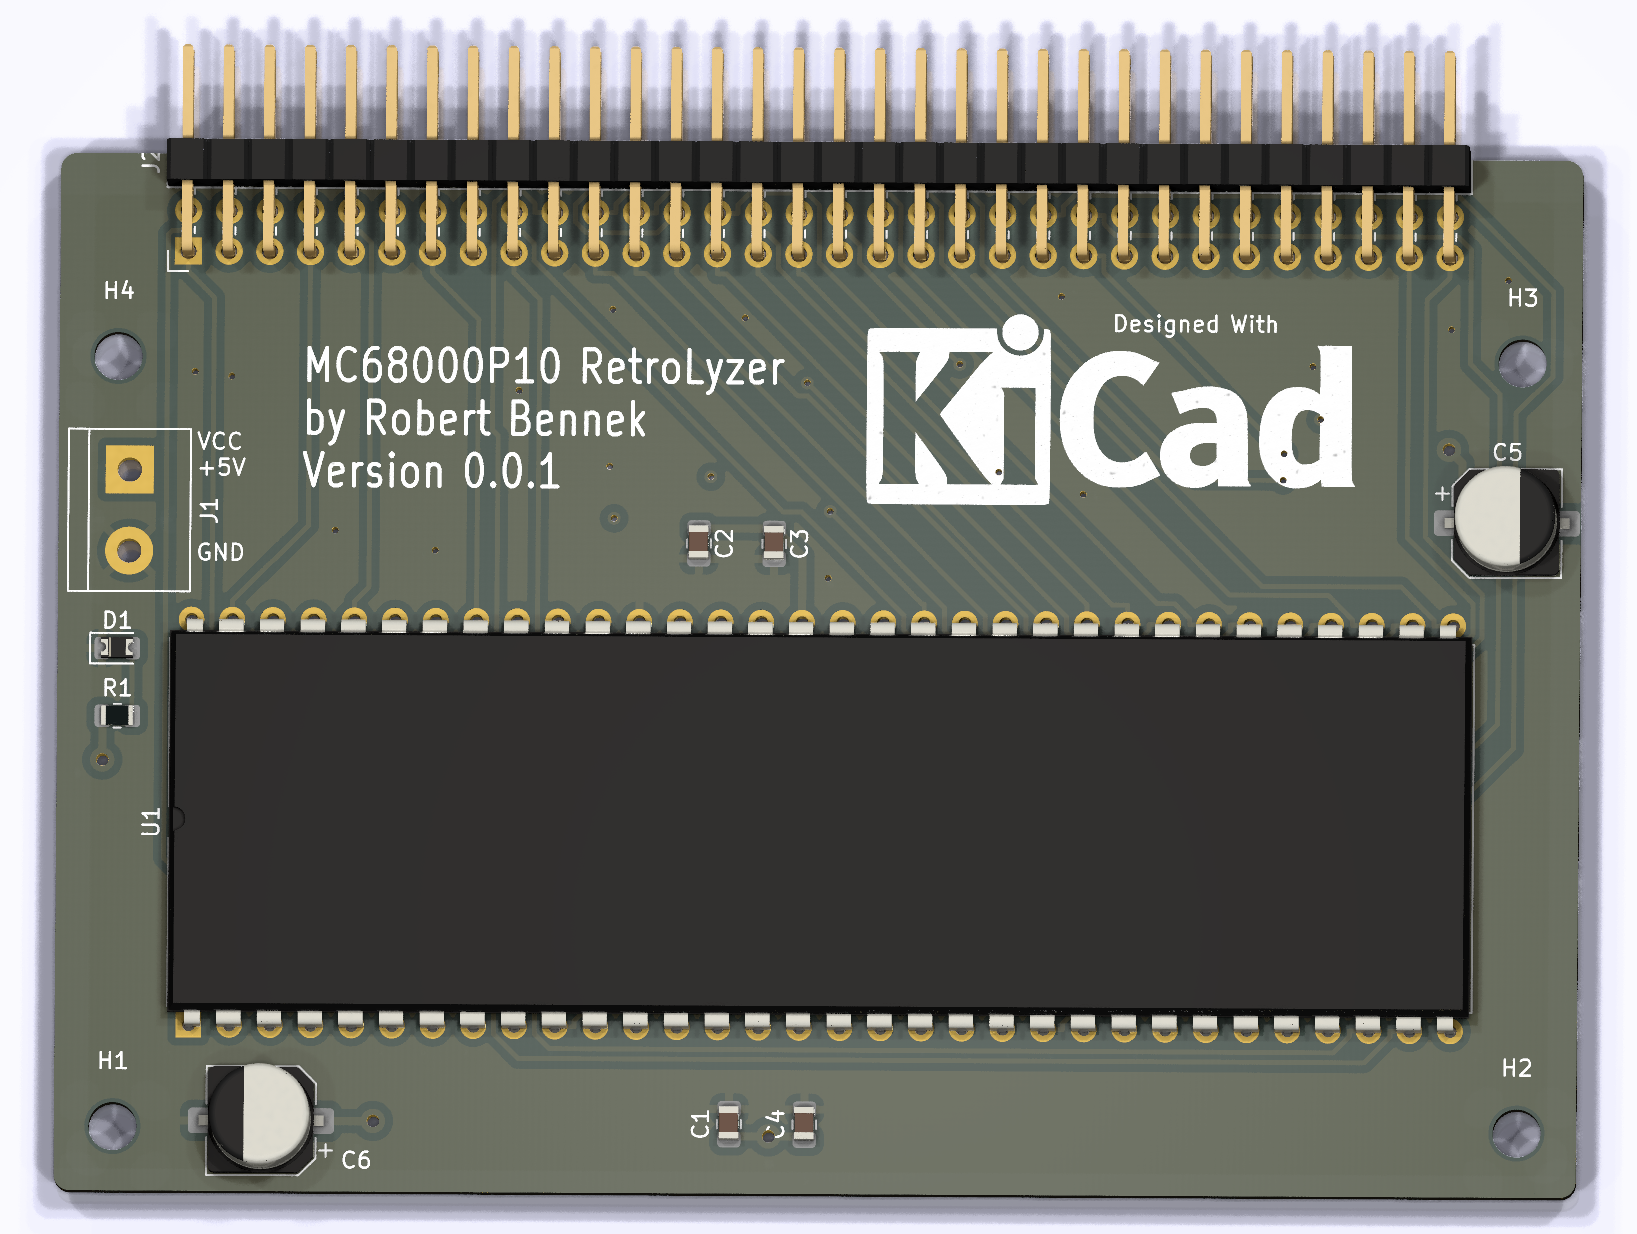 J2
H4
H3
Designed With
KiCad
MC68000P10 RetroLyzer
by Robert Bennek
Version 0.0.1
VCC
+5V
J1
GND
C5
+
C2
C3
D1
R1
U1
H1
H2
C1
C4
+
C6